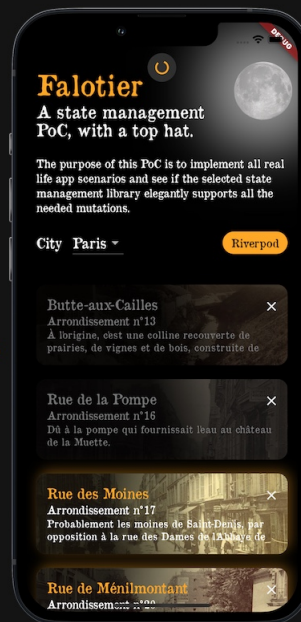 DEBUG
Falotier
A state management
PoC, with a top hat.
The purpose of this PoC is to implement all real
life app scenarios and see if the selected state
management library elegantly supports all the
needed mutations.
City Paris
Riverpod
Butte-aux-Cailles
Arrondissement n°13
À l'origine, c'est une colline recouverte de
prairies, de vignes et de bois, construite de
Rue de la Pompe
Arrondissement n°16
Dû à la pompe qui fournissait l'eau au château
de la Muette.
Rue des Moines
Arrondissement n°17
Probablement les moines de Saint-Denis, par
opposition à la rue des Dames de l'Abbaye de
Rue de Ménilmontant
Arrondissement n°20